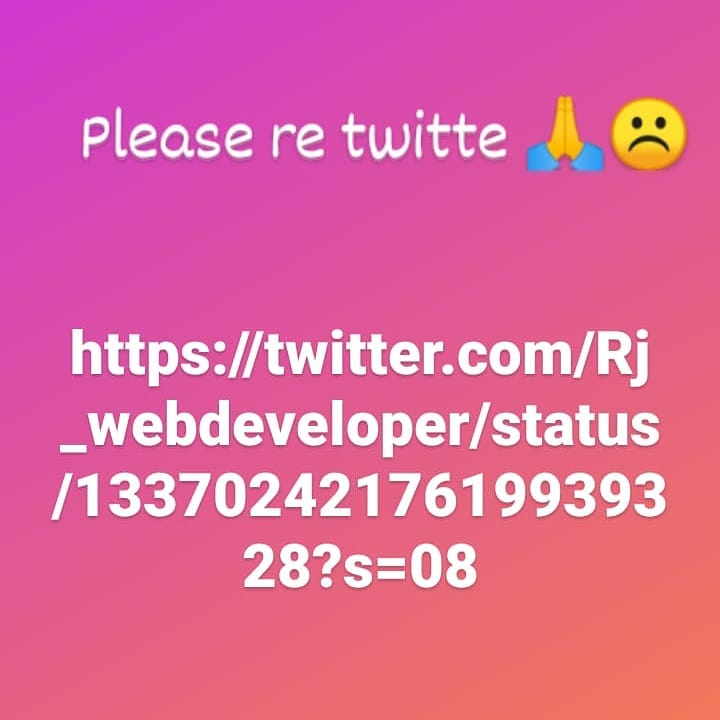 Please re twitte 🙏☹️
https://twitter.com/Rj
_webdeveloper/status
/13370242176199393
28?s=08